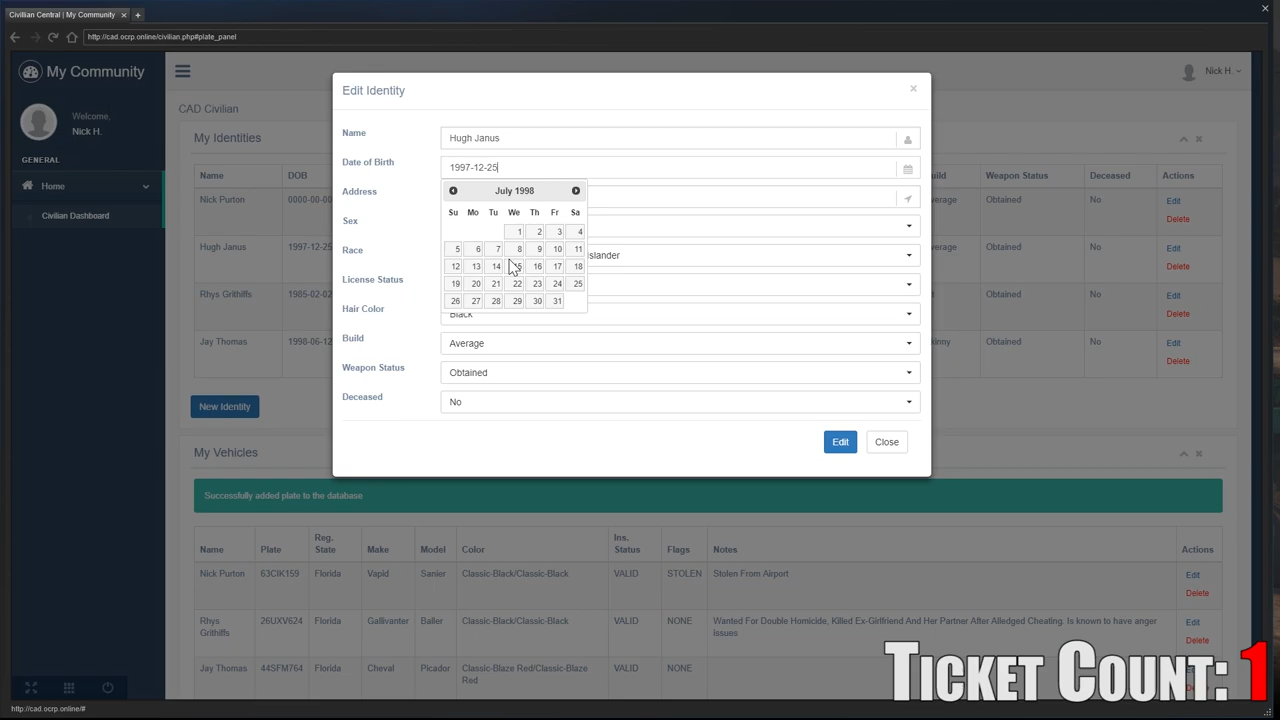 Civillian Central | My Community
http://cad.ocrp.online/civilian.php#plate_panel
My Community
Nick H.
Welcome,
Nick H.
GENERAL
Home
Civilian Dashboard
CAD Civilian
My Identities
Name DOB Weapon Status Deceased Actions
Nick Purton 0000-00-00 Obtained No Edit
Delete
Hugh Janus 1997-12-25 Obtained No Edit
Delete
Rhys Grithiffs 1985-02-02 Obtained No Edit
Delete
Jay Thomas 1998-06-12 Obtained No Edit
Delete
New Identity
Edit Identity
Name Hugh Janus
Date of Birth 1997-12-25
Address
Sex
Race Islander
License Status
Hair Color Black
Build Average
Weapon Status Obtained
Deceased No
July 1998
Su Mo Tu We Th Fr Sa
1 2 3 4
5 6 7 8 9 10 11
12 13 14 15 16 17 18
19 20 21 22 23 24 25
26 27 28 29 30 31
Edit Close
My Vehicles
Successfully added plate to the database
Name Plate Reg. State Make Model Color Ins. Status Flags Notes Actions
Nick Purton 63CIK159 Florida Vapid Sanier Classic-Black/Classic-Black VALID STOLEN Stolen From Airport Edit
Delete
Rhys Grithiffs 26UXV624 Florida Gallivanter Baller Classic-Black/Classic-Black VALID NONE Wanted For Double Homicide, Killed Ex-Girlfriend And Her Partner After Alledged Cheating. Is known to have anger issues Edit
Delete
Jay Thomas 44SFM764 Florida Cheval Picador Classic-Blaze Red/Classic-Blaze Red VALID NONE
TICKET COUNT: 1
http://cad.ocrp.online/#